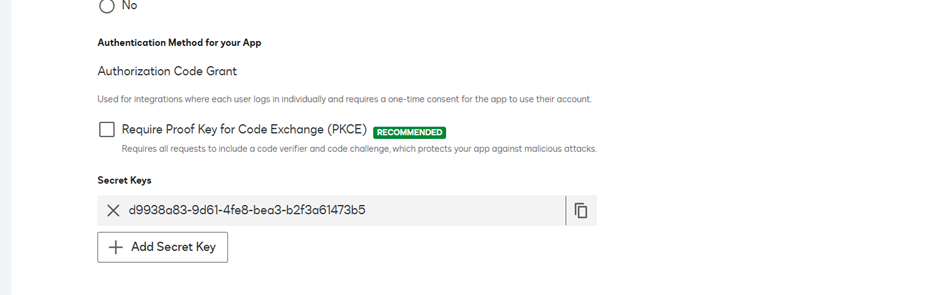 No
Authentication Method for your App
Authorization Code Grant
Used for integrations where each user logs in individually and requires a one-time consent for the app to use their account.
Require Proof Key for Code Exchange (PKCE) RECOMMENDED
Requires all requests to include a code verifier and code challenge, which protects your app against malicious attacks.
Secret Keys
d9938a83-9d61-4fe8-bea3-b2f3a61473b5
Add Secret Key